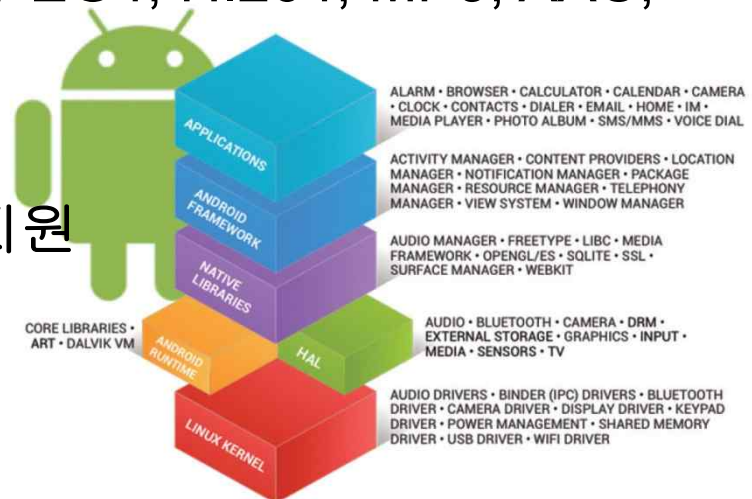 H.264, MP3, AAC,
지원
APPLICATIONS
ALARM • BROWSER • CALCULATOR • CALENDAR • CAMERA
• CLOCK • CONTACTS • DIALER • EMAIL • HOME • IM •
MEDIA PLAYER • PHOTO ALBUM • SMS/MMS • VOICE DIAL
ANDROID
FRAMEWORK
ACTIVITY MANAGER • CONTENT PROVIDERS • LOCATION
MANAGER • NOTIFICATION MANAGER • PACKAGE
MANAGER • RESOURCE MANAGER • TELEPHONY
MANAGER • VIEW SYSTEM • WINDOW MANAGER
NATIVE
LIBRARIES
AUDIO MANAGER • FREETYPE • LIBC • MEDIA
FRAMEWORK • OPENGL/ES • SQLITE • SSL •
SURFACE MANAGER • WEBKIT
CORE LIBRARIES •
ART • DALVIK VM
ANDROID
RUNTIME
HAL
AUDIO • BLUETOOTH • CAMERA • DRM •
EXTERNAL STORAGE • GRAPHICS • INPUT •
MEDIA • SENSORS • TV
LINUX KERNEL
AUDIO DRIVERS • BINDER (IPC) DRIVERS • BLUETOOTH
DRIVER • CAMERA DRIVER • DISPLAY DRIVER • KEYPAD
DRIVER • POWER MANAGEMENT • SHARED MEMORY
DRIVER • USB DRIVER • WIFI DRIVER